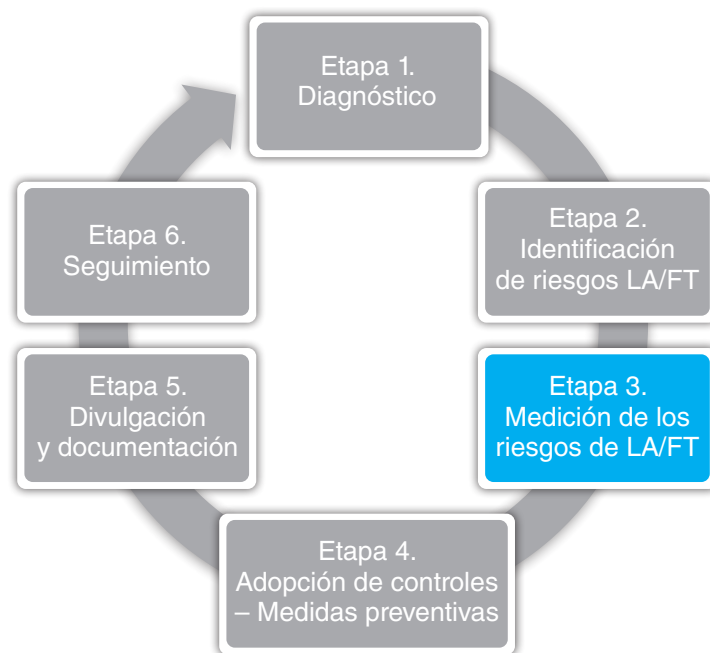 Etapa 1.
Diagnóstico
Etapa 2.
Identificación
de riesgos LA/FT
Etapa 3.
Medición de los
riesgos de LA/FT
Etapa 4.
Adopción de controles
– Medidas preventivas
Etapa 5.
Divulgación
y documentación
Etapa 6.
Seguimiento